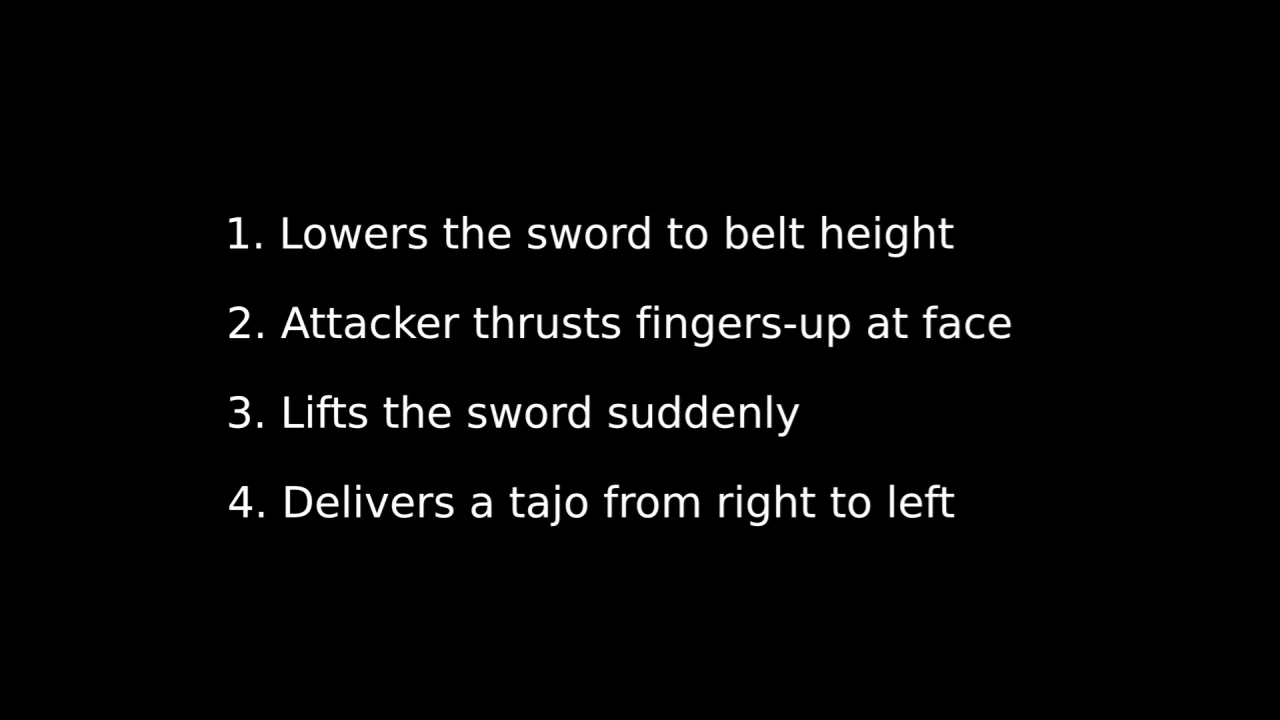 1. Lowers the sword to belt height
2. Attacker thrusts fingers-up at face
3. Lifts the sword suddenly
4. Delivers a tajo from right to left